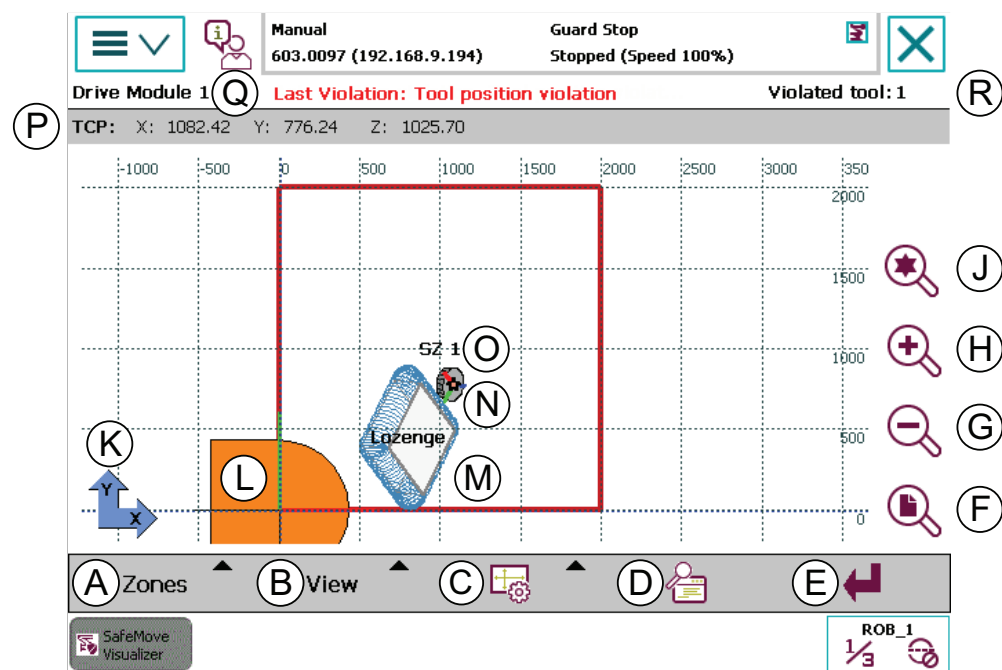 Manual
Guard Stop
603.0097 (192.168.9.194)
Stopped (Speed 100%)
Drive Module 1
Q
Last Violation: Tool position violation
Violated tool: 1
R
P
TCP: X: 1082.42 Y: 776.24 Z: 1025.70
-1000 -500 0 500 1000 1500 2000 2500 3000 350
2000
J
1500
SZ 1
O
1000
H
N
Lozenge
500
G
K
L
M
Y
X
0
F
A
Zones
B
View
C
D
E
SafeMove
Visualizer
ROB_1
1/3